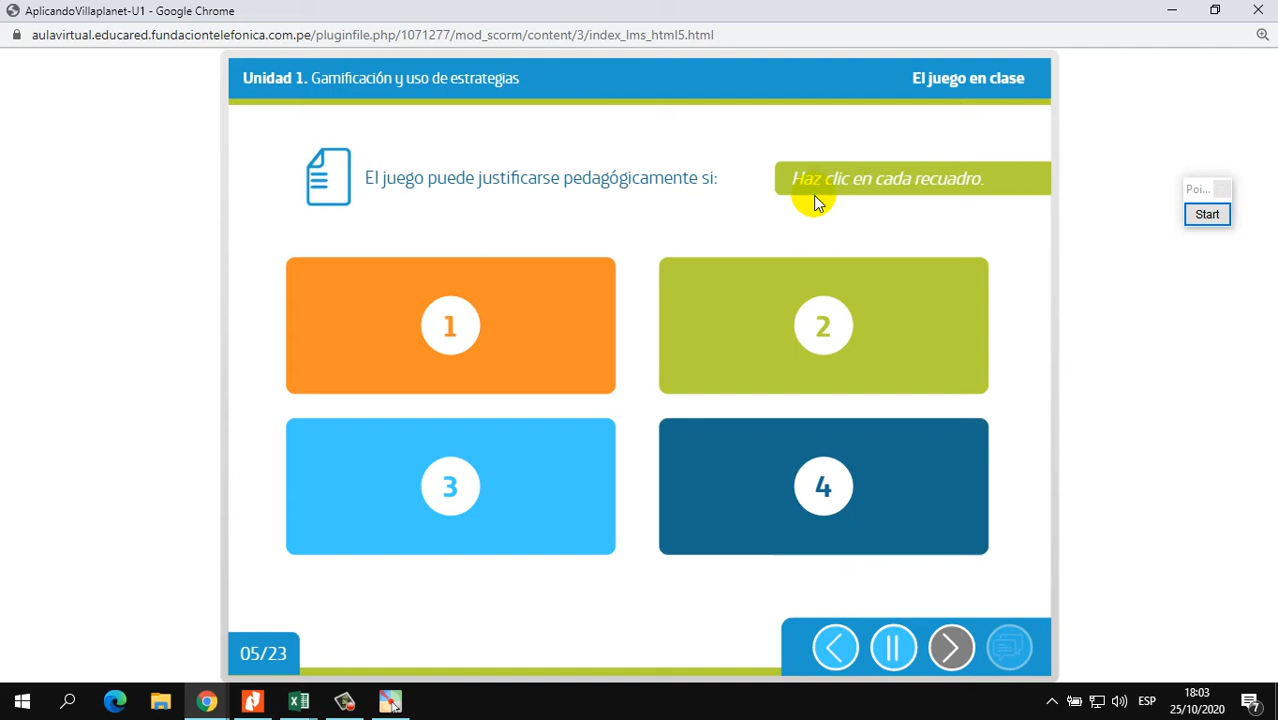 AplicandoVillaplanet-U1 - Google Chrome
aulavirtual.educared.fundaciontelefonica.com.pe/pluginfile.php/1071277/mod_scorm/content/3/index_lms_html5.html
Unidad 1. Gamificación y uso de estrategias
El juego en clase
El juego puede justificarse pedagógicamente si:
Haz clic en cada recuadro.
Poi...
Start
1
2
3
4
05/23
ESP
18:03
25/10/2020
7